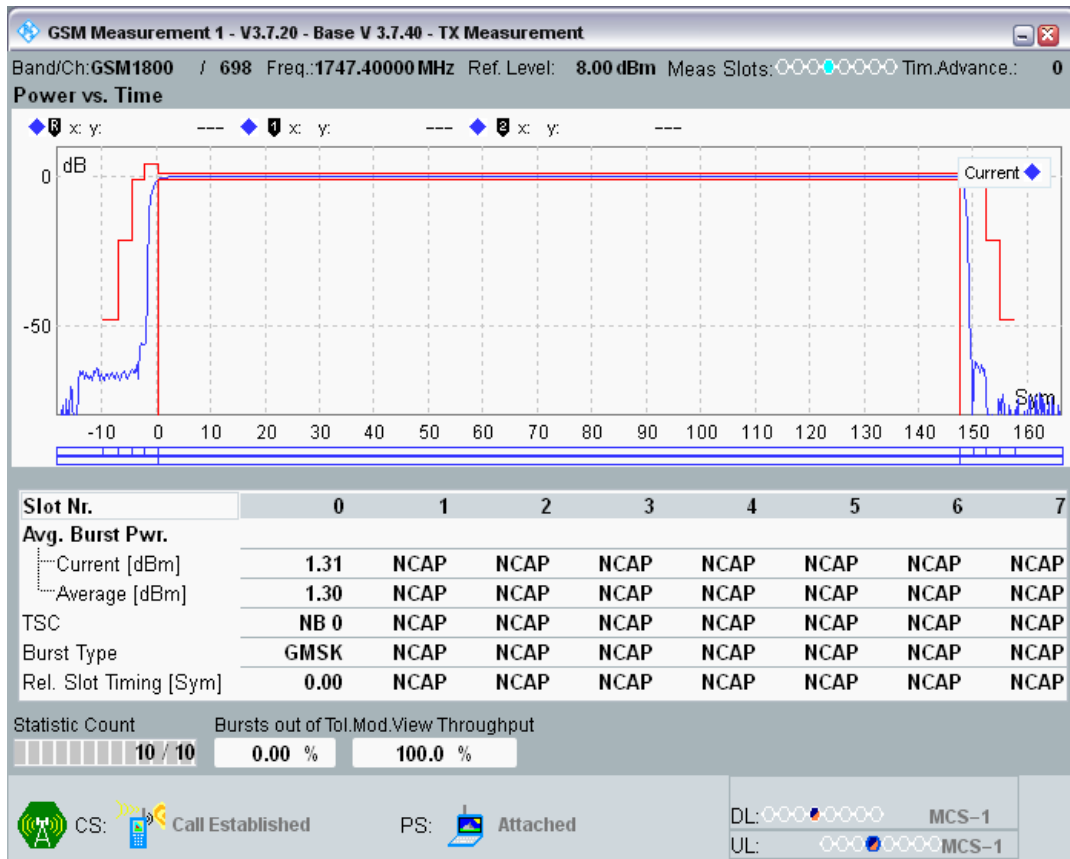 GSM Measurement 1 - V3.7.20 - Base V 3.7.40 - TX Measurement
Band/Ch:GSM1800 / 698 Freq.:1747.40000 MHz Ref. Level: 8.00 dBm Meas Slots: Tim.Advance.: 0
Power vs. Time
R x: y: --- 1 x: y: --- 2 x: y: ---
dB
0
Current
-50
Sym
-10 0 10 20 30 40 50 60 70 80 90 100 110 120 130 140 150 160
Slot Nr. 0 1 2 3 4 5 6 7
Avg. Burst Pwr.
Current [dBm] 1.31 NCAP NCAP NCAP NCAP NCAP NCAP NCAP
Average [dBm] 1.30 NCAP NCAP NCAP NCAP NCAP NCAP NCAP
TSC NB 0 NCAP NCAP NCAP NCAP NCAP NCAP NCAP
Burst Type GMSK NCAP NCAP NCAP NCAP NCAP NCAP NCAP
Rel. Slot Timing [Sym] 0.00 NCAP NCAP NCAP NCAP NCAP NCAP NCAP
Statistic Count Bursts out of Tol. Mod.View Throughput
10 / 10 0.00 % 100.0 %
CS: Call Established PS: Attached DL: MCS-1
UL: MCS-1